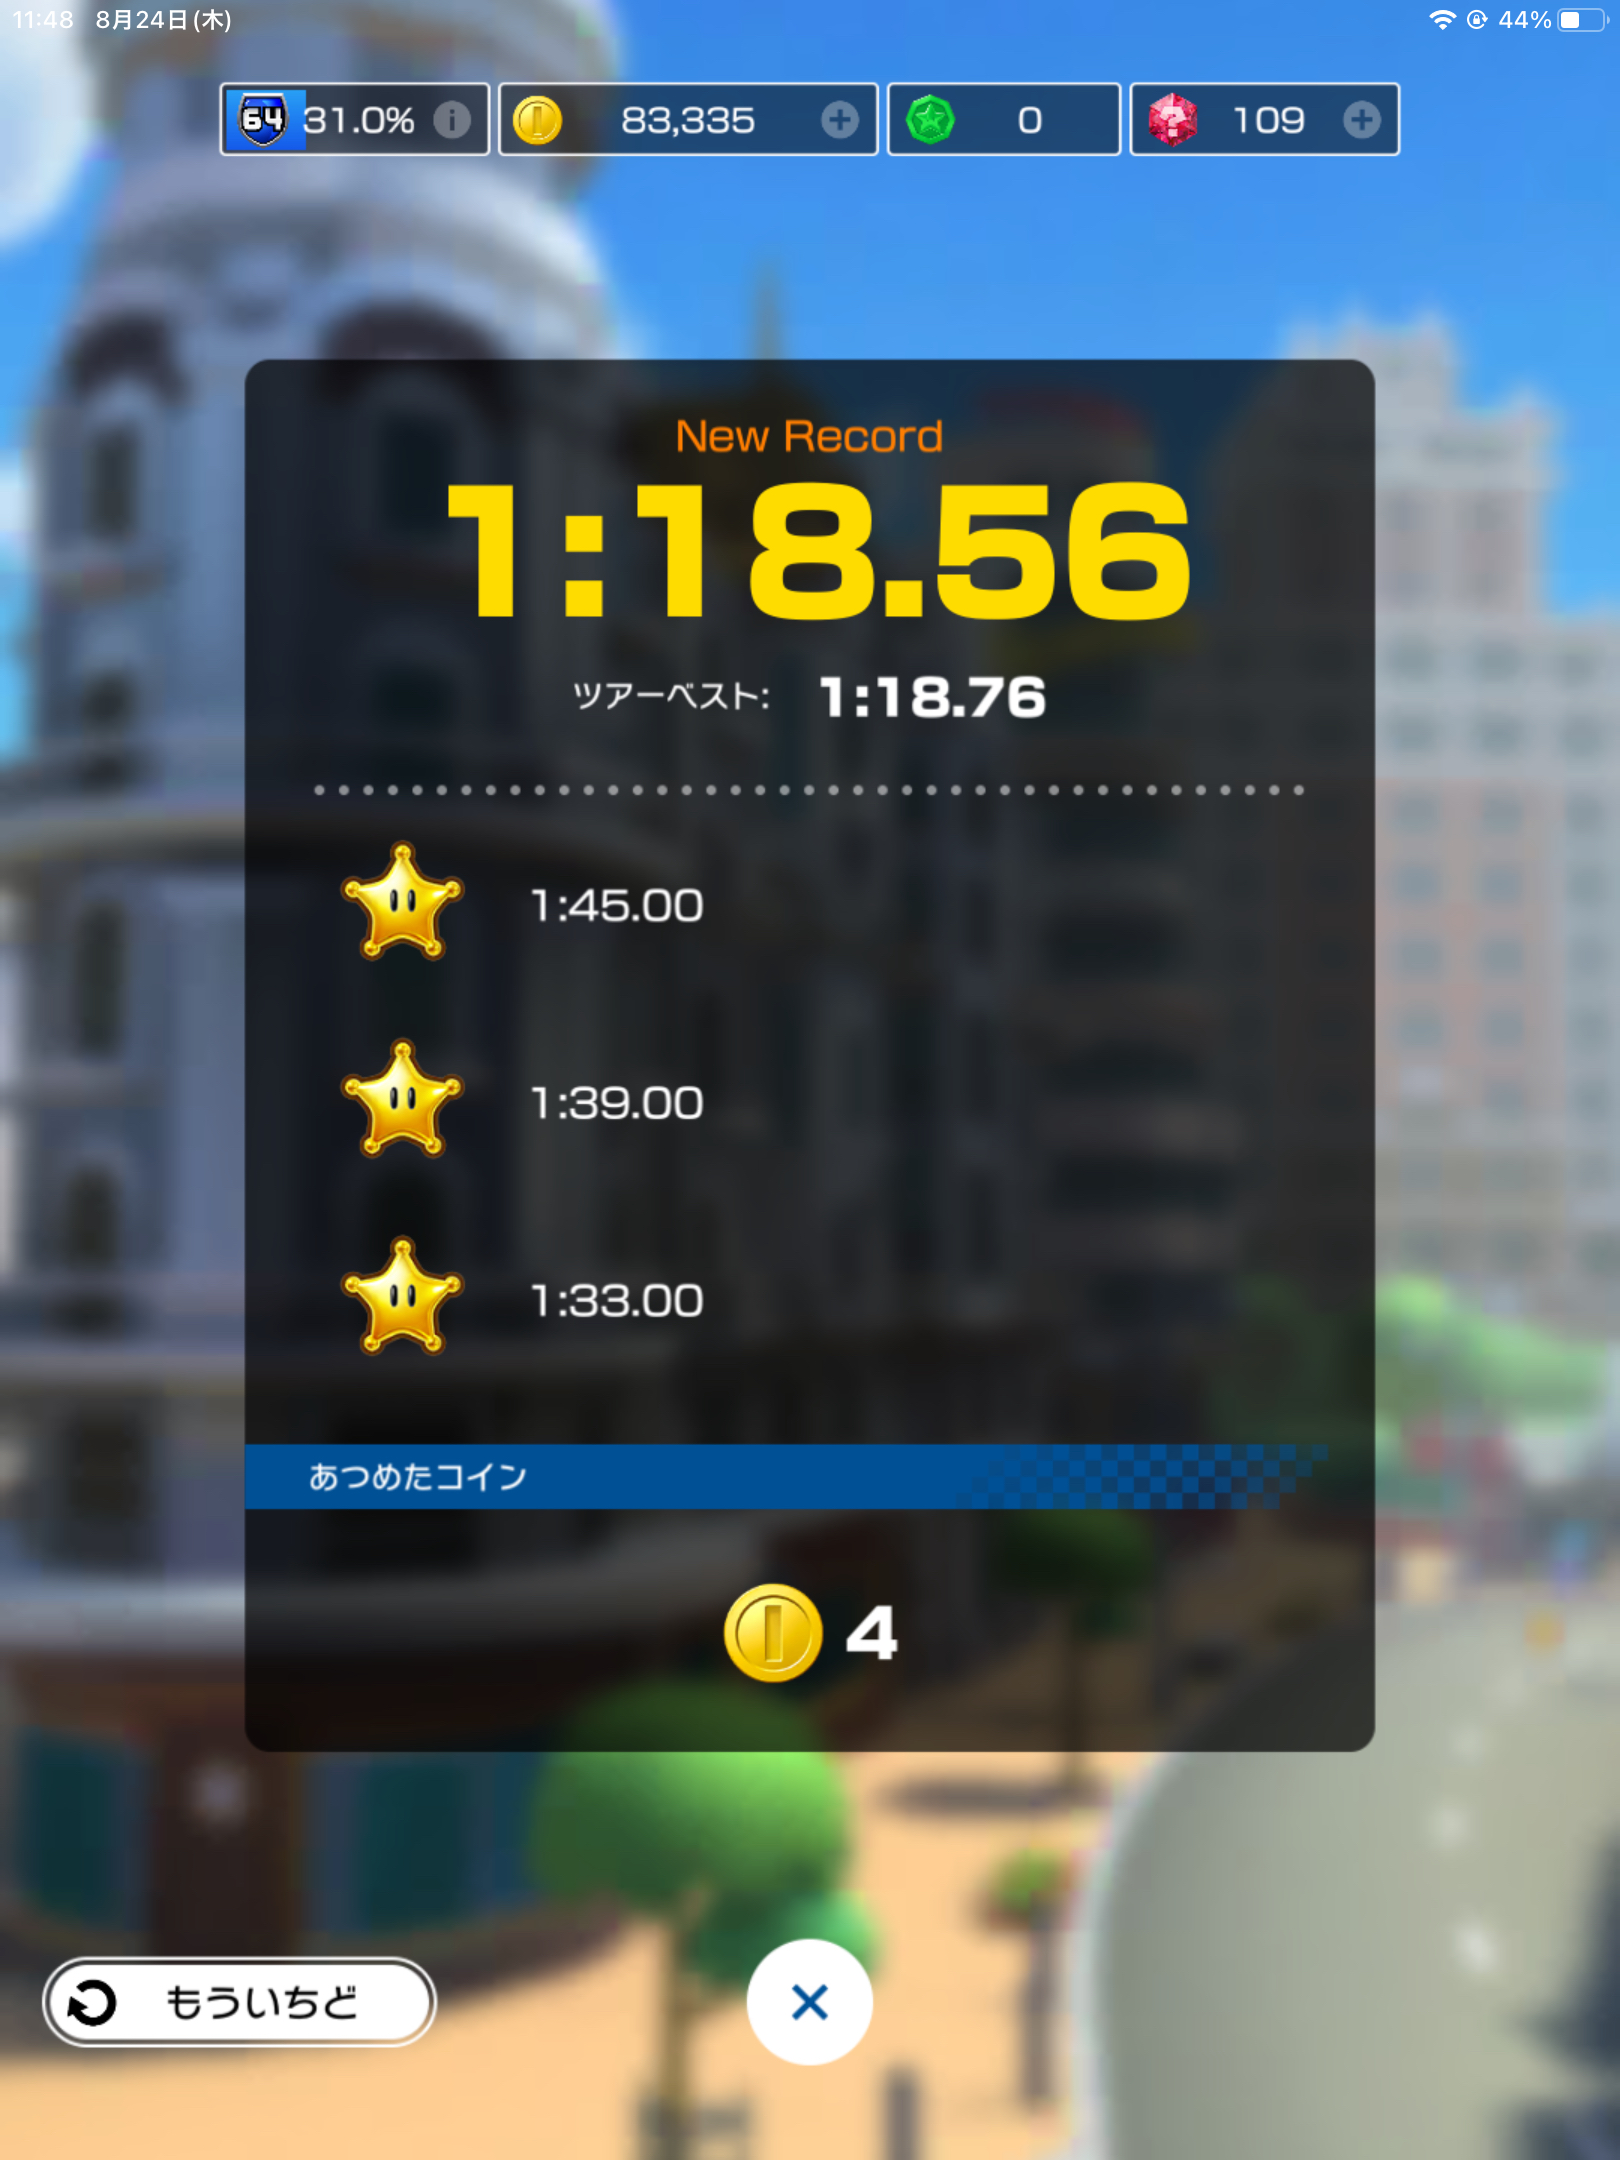 11:48 8月24日(木) 44%
64 31.0% i 83,335 + 0 ? 109 +
New Record
1:18.56
ツアーベスト: 1:18.76
1:45.00
1:39.00
1:33.00
あつめたコイン
4
もういちど ×